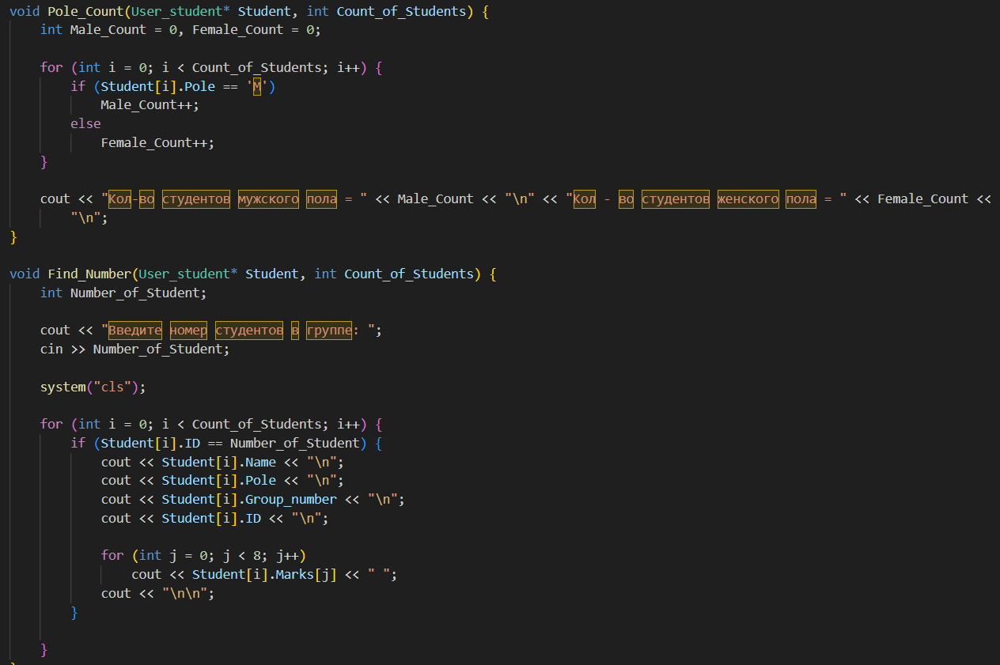 void Pole_Count(User_student* Student, int Count_of_Students) {
    int Male_Count = 0, Female_Count = 0;
    for (int i = 0; i < Count_of_Students; i++) {
        if (Student[i].Pole == 'М')
            Male_Count++;
        else
            Female_Count++;
    }
    cout << "Кол-во студентов мужского пола = " << Male_Count << "\n" << "Кол - во студентов женского пола = " << Female_Count <<
        "\n";
}
void Find_Number(User_student* Student, int Count_of_Students) {
    int Number_of_Student;
    cout << "Введите номер студентов в группе: ";
    cin >> Number_of_Student;
    system("cls");
    for (int i = 0; i < Count_of_Students; i++) {
        if (Student[i].ID == Number_of_Student) {
            cout << Student[i].Name << "\n";
            cout << Student[i].Pole << "\n";
            cout << Student[i].Group_number << "\n";
            cout << Student[i].ID << "\n";
            for (int j = 0; j < 8; j++)
                cout << Student[i].Marks[j] << " ";
            cout << "\n\n";
        }
    }
}